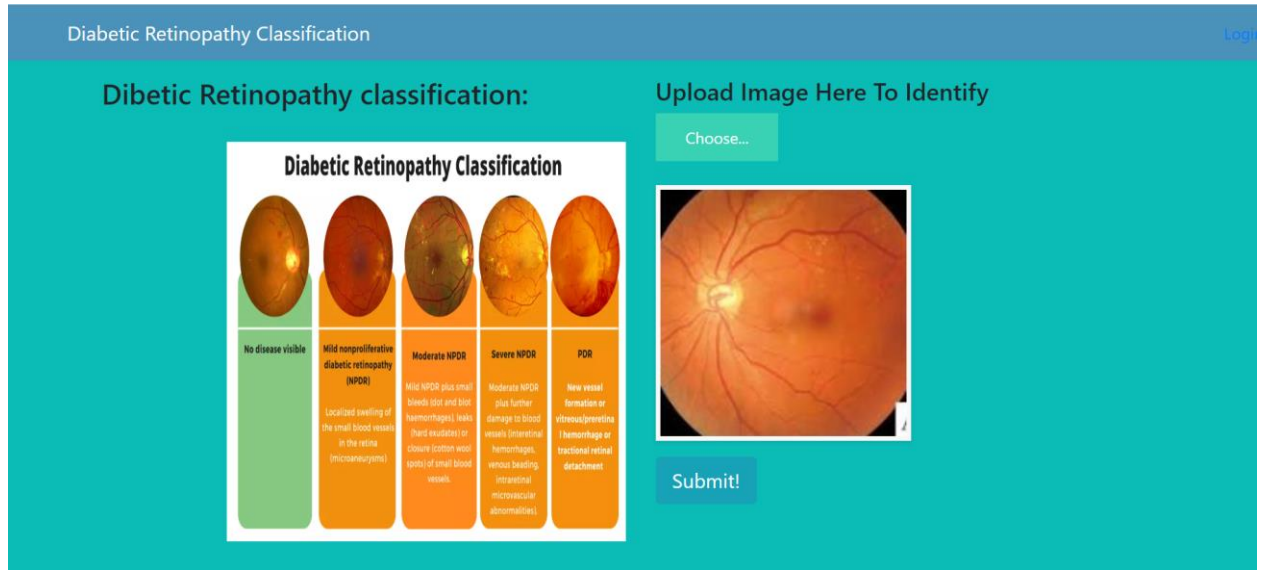 Diabetic Retinopathy Classification
Login
Dibetic Retinopathy classification:
Diabetic Retinopathy Classification
No disease visible
Mild nonproliferative
diabetic retinopathy
(NPDR)
Localized swelling of
the small blood vessels
in the retina
(microaneurysms)
Moderate NPDR
Mild NPDR plus small
bleeds (dot and blot
haemorrhages), leaks
(hard exudates) or
closure (cotton wool
spots) of small blood
vessels.
Severe NPDR
Moderate NPDR
plus further
damage to blood
vessels (interetinal
hemorrhages,
venous beading,
intraretinal
microvascular
abnormalities).
PDR
New vessel
formation or
vitreous/preretina
l hemorrhage or
tractional retinal
detachment
Upload Image Here To Identify
Choose...
Submit!